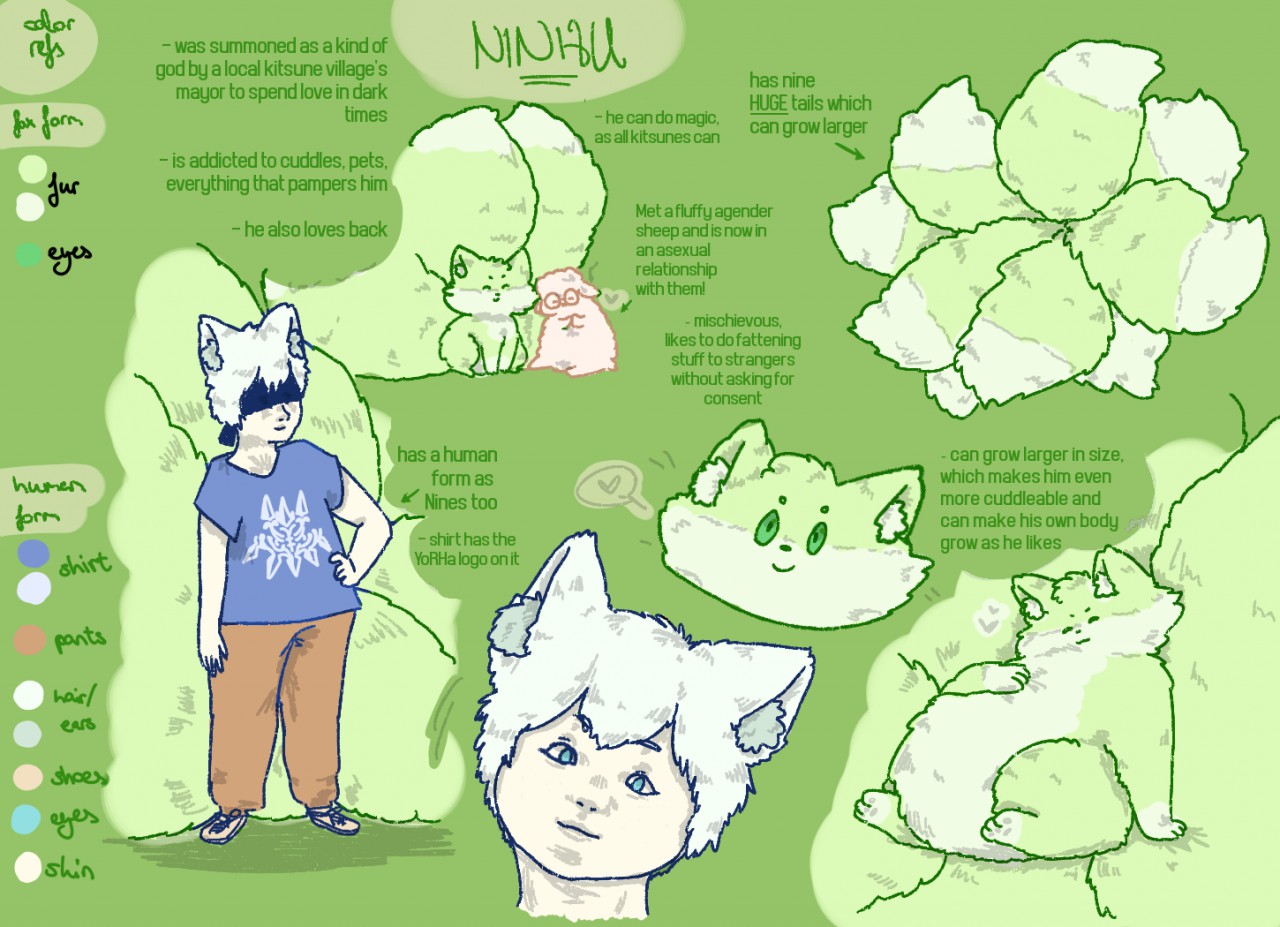 color
refs
fox form
fur
eyes
human
form
shirt
pants
hair/
ears
shoes
eyes
skin
- was summoned as a kind of
god by a local kitsune village's
mayor to spend love in dark
times
- is addicted to cuddles, pets,
everything that pampers him
- he also loves back
- he can do magic,
as all kitsunes can
has nine
HUGE tails which
can grow larger
Met a fluffy agender
sheep and is now in
an asexual
relationship
with them!
- mischievous,
likes to do fattening
stuff to strangers
without asking for
consent
has a human
form as
Nines too
- shirt has the
YoRHa logo on it
- can grow larger in size,
which makes him even
more cuddleable and
can make his own body
grow as he likes